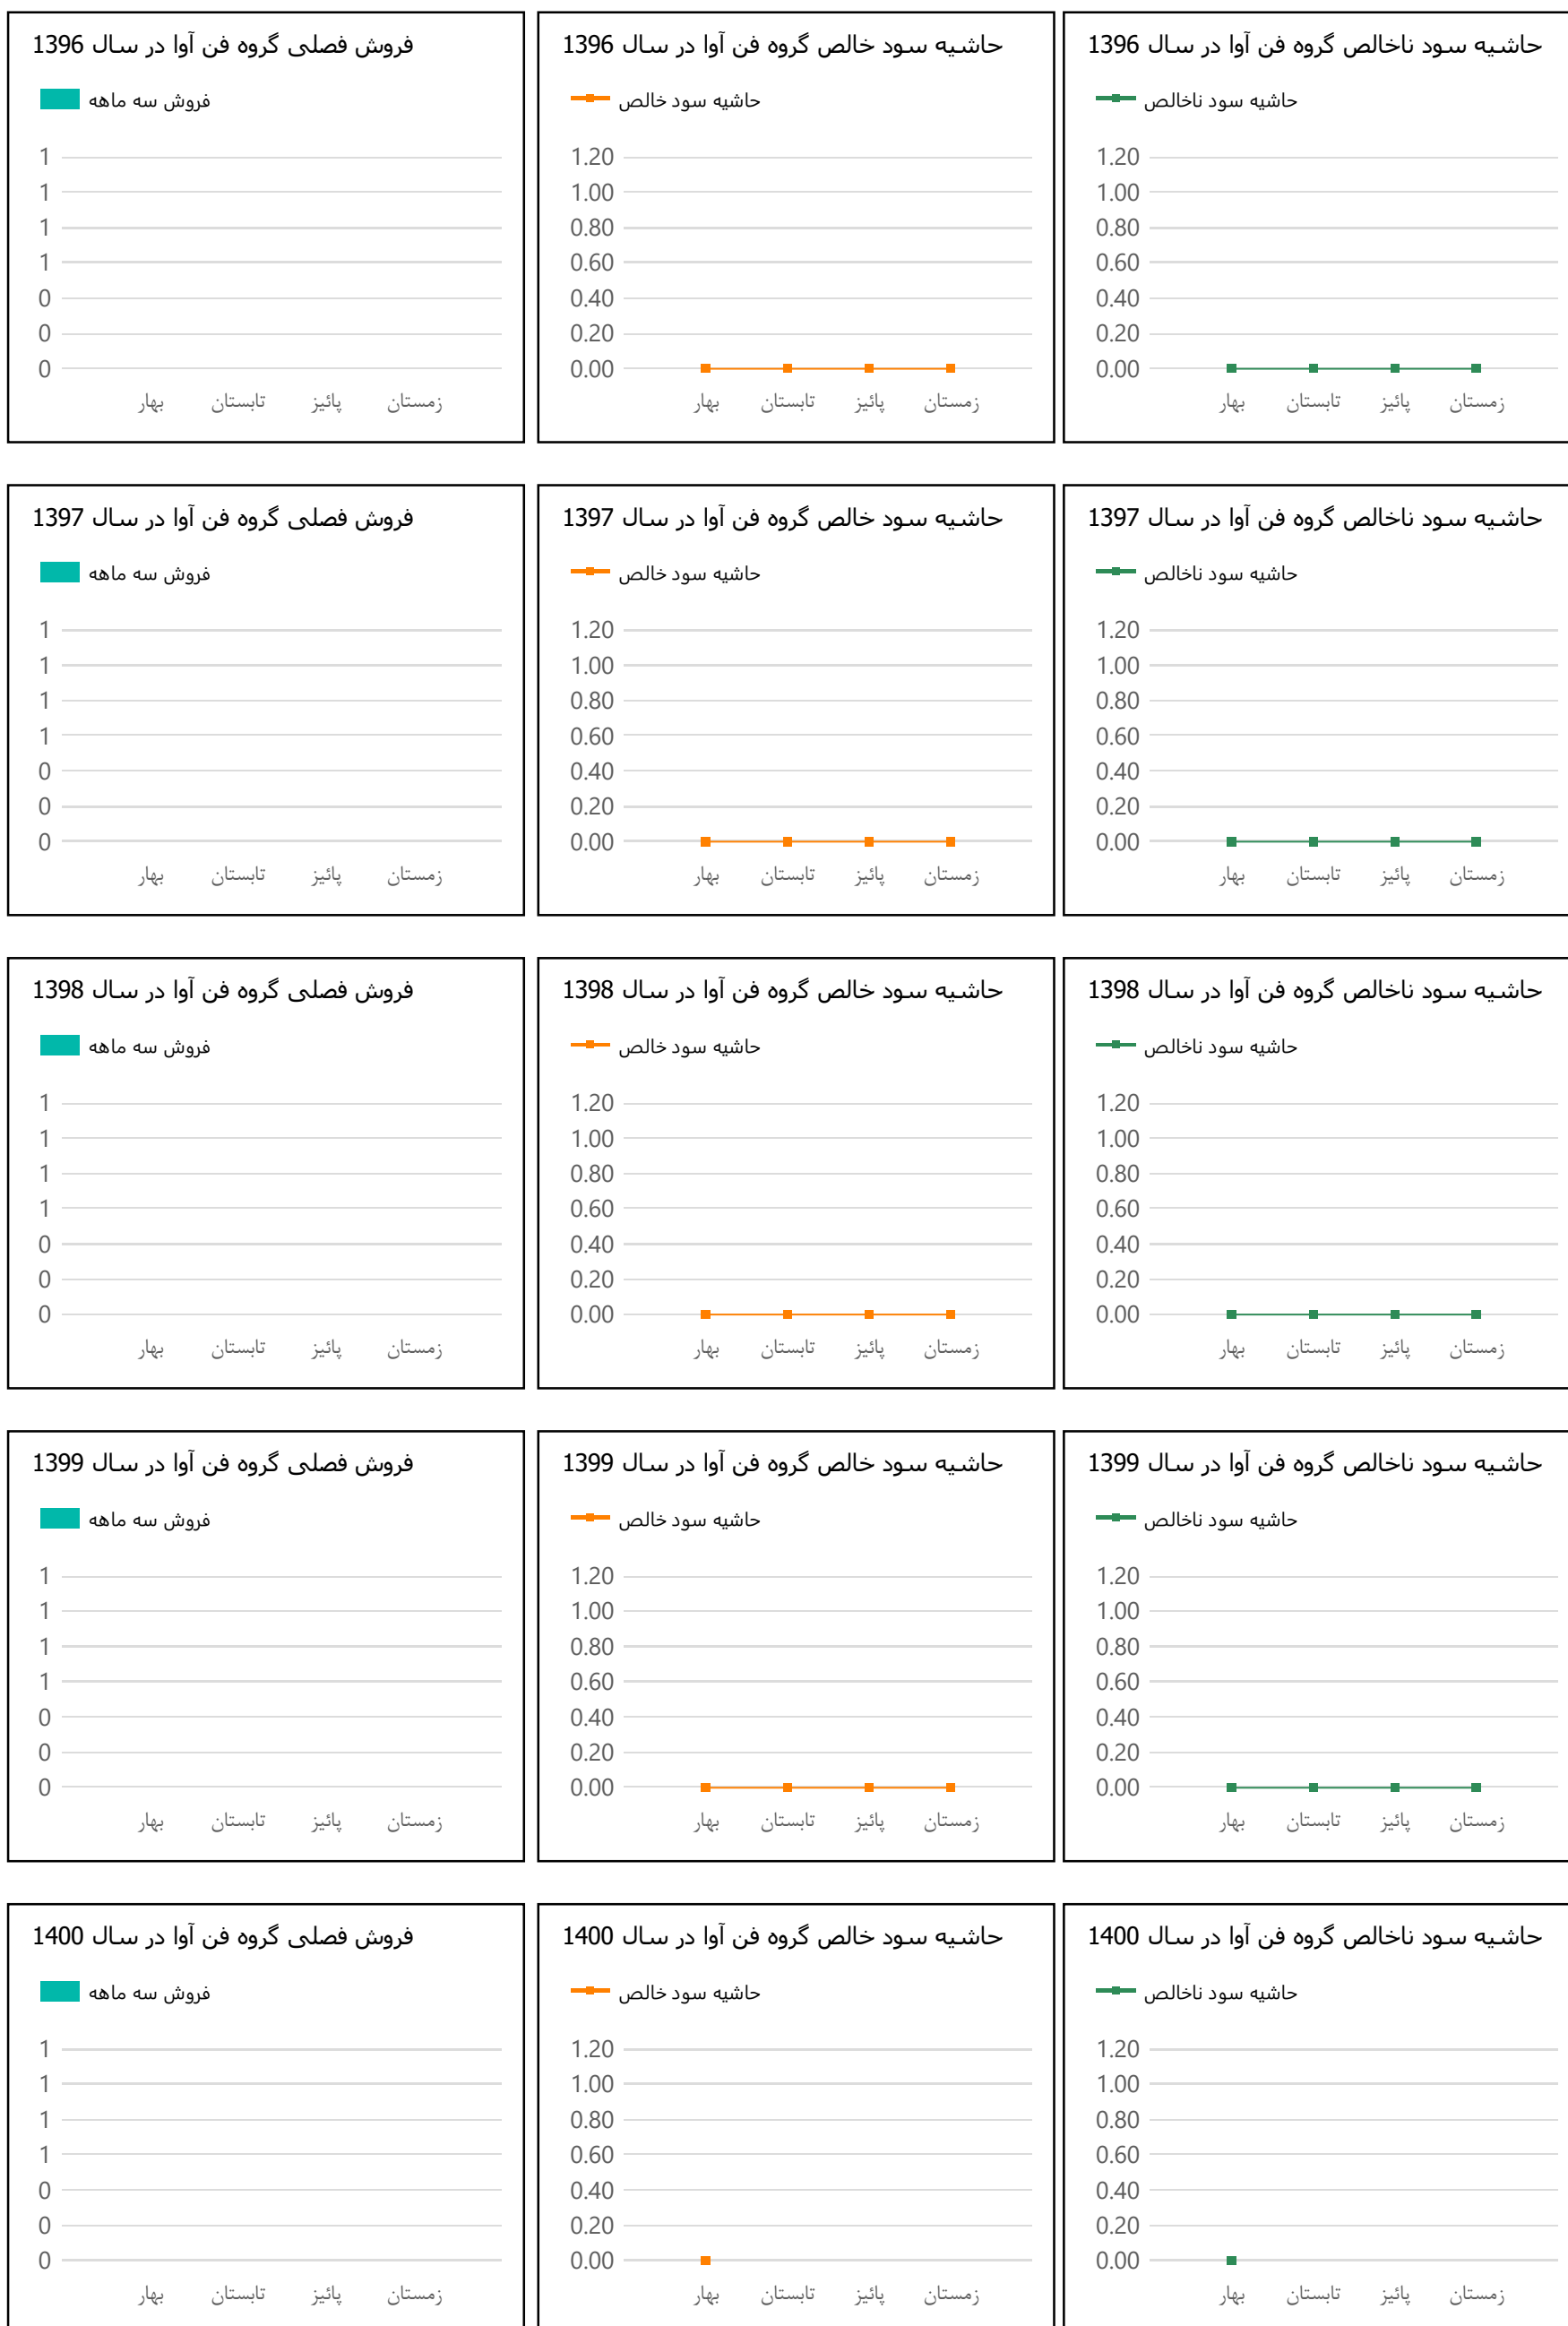 فروش فصلی گروه فن آوا در سال 1396
فروش سه ماهه
1
1
1
1
0
0
0
بهار تابستان پائیز زمستان
حاشیه سود خالص گروه فن آوا در سال 1396
حاشیه سود خالص
1.20
1.00
0.80
0.60
0.40
0.20
0.00
بهار تابستان پائیز زمستان
حاشیه سود ناخالص گروه فن آوا در سال 1396
حاشیه سود ناخالص
1.20
1.00
0.80
0.60
0.40
0.20
0.00
بهار تابستان پائیز زمستان
فروش فصلی گروه فن آوا در سال 1397
فروش سه ماهه
1
1
1
1
0
0
0
بهار تابستان پائیز زمستان
حاشیه سود خالص گروه فن آوا در سال 1397
حاشیه سود خالص
1.20
1.00
0.80
0.60
0.40
0.20
0.00
بهار تابستان پائیز زمستان
حاشیه سود ناخالص گروه فن آوا در سال 1397
حاشیه سود ناخالص
1.20
1.00
0.80
0.60
0.40
0.20
0.00
بهار تابستان پائیز زمستان
فروش فصلی گروه فن آوا در سال 1398
فروش سه ماهه
1
1
1
1
0
0
0
بهار تابستان پائیز زمستان
حاشیه سود خالص گروه فن آوا در سال 1398
حاشیه سود خالص
1.20
1.00
0.80
0.60
0.40
0.20
0.00
بهار تابستان پائیز زمستان
حاشیه سود ناخالص گروه فن آوا در سال 1398
حاشیه سود ناخالص
1.20
1.00
0.80
0.60
0.40
0.20
0.00
بهار تابستان پائیز زمستان
فروش فصلی گروه فن آوا در سال 1399
فروش سه ماهه
1
1
1
1
0
0
0
بهار تابستان پائیز زمستان
حاشیه سود خالص گروه فن آوا در سال 1399
حاشیه سود خالص
1.20
1.00
0.80
0.60
0.40
0.20
0.00
بهار تابستان پائیز زمستان
حاشیه سود ناخالص گروه فن آوا در سال 1399
حاشیه سود ناخالص
1.20
1.00
0.80
0.60
0.40
0.20
0.00
بهار تابستان پائیز زمستان
فروش فصلی گروه فن آوا در سال 1400
فروش سه ماهه
1
1
1
1
0
0
0
بهار تابستان پائیز زمستان
حاشیه سود خالص گروه فن آوا در سال 1400
حاشیه سود خالص
1.20
1.00
0.80
0.60
0.40
0.20
0.00
بهار تابستان پائیز زمستان
حاشیه سود ناخالص گروه فن آوا در سال 1400
حاشیه سود ناخالص
1.20
1.00
0.80
0.60
0.40
0.20
0.00
بهار تابستان پائیز زمستان